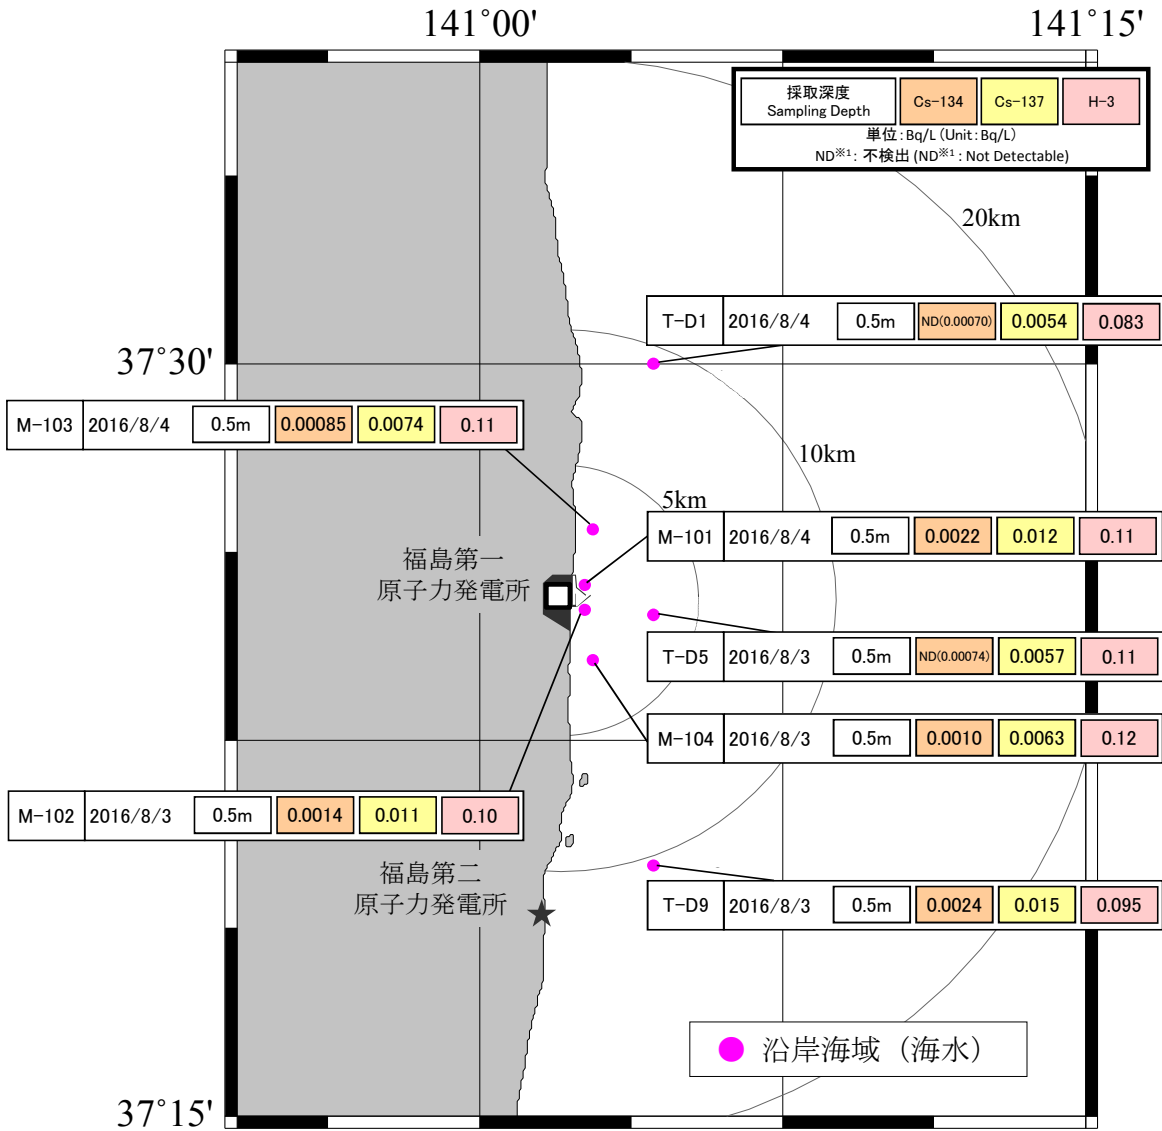 141°00'
141°15'
採取深度
Sampling Depth
Cs-134
Cs-137
H-3
単位:Bq/L (Unit:Bq/L)
ND※1: 不検出 (ND※1: Not Detectable)
20km
T-D1 2016/8/4 0.5m ND(0.00070) 0.0054 0.083
37°30'
M-103 2016/8/4 0.5m 0.00085 0.0074 0.11
10km
5km
M-101 2016/8/4 0.5m 0.0022 0.012 0.11
福島第一
原子力発電所
T-D5 2016/8/3 0.5m ND(0.00074) 0.0057 0.11
M-104 2016/8/3 0.5m 0.0010 0.0063 0.12
M-102 2016/8/3 0.5m 0.0014 0.011 0.10
福島第二
原子力発電所
T-D9 2016/8/3 0.5m 0.0024 0.015 0.095
沿岸海域（海水）
37°15'